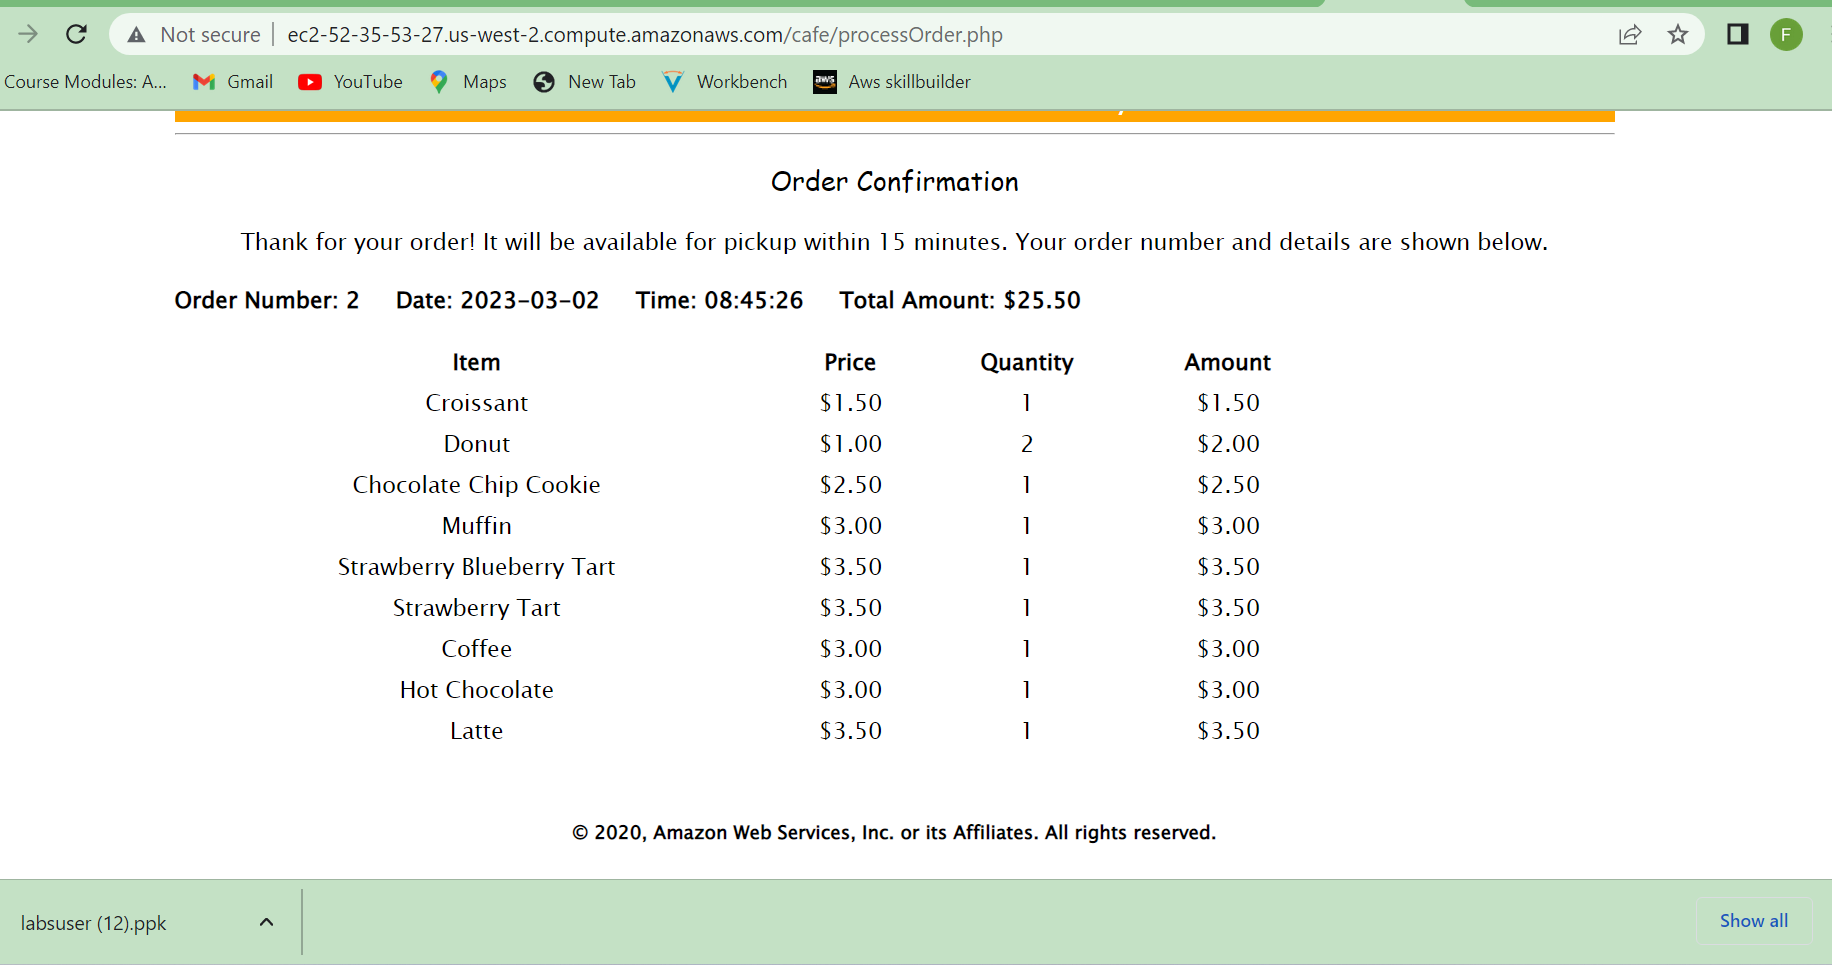 Not secure ec2-52-35-53-27.us-west-2.compute.amazonaws.com/cafe/processOrder.php F
Course Modules: A... Gmail YouTube Maps New Tab Workbench aws Aws skillbuilder
Order Confirmation
Thank for your order! It will be available for pickup within 15 minutes. Your order number and details are shown below.
Order Number: 2 Date: 2023-03-02 Time: 08:45:26 Total Amount: $25.50
Item Price Quantity Amount
Croissant $1.50 1 $1.50
Donut $1.00 2 $2.00
Chocolate Chip Cookie $2.50 1 $2.50
Muffin $3.00 1 $3.00
Strawberry Blueberry Tart $3.50 1 $3.50
Strawberry Tart $3.50 1 $3.50
Coffee $3.00 1 $3.00
Hot Chocolate $3.00 1 $3.00
Latte $3.50 1 $3.50
© 2020, Amazon Web Services, Inc. or its Affiliates. All rights reserved.
labsuser (12).ppk Show all